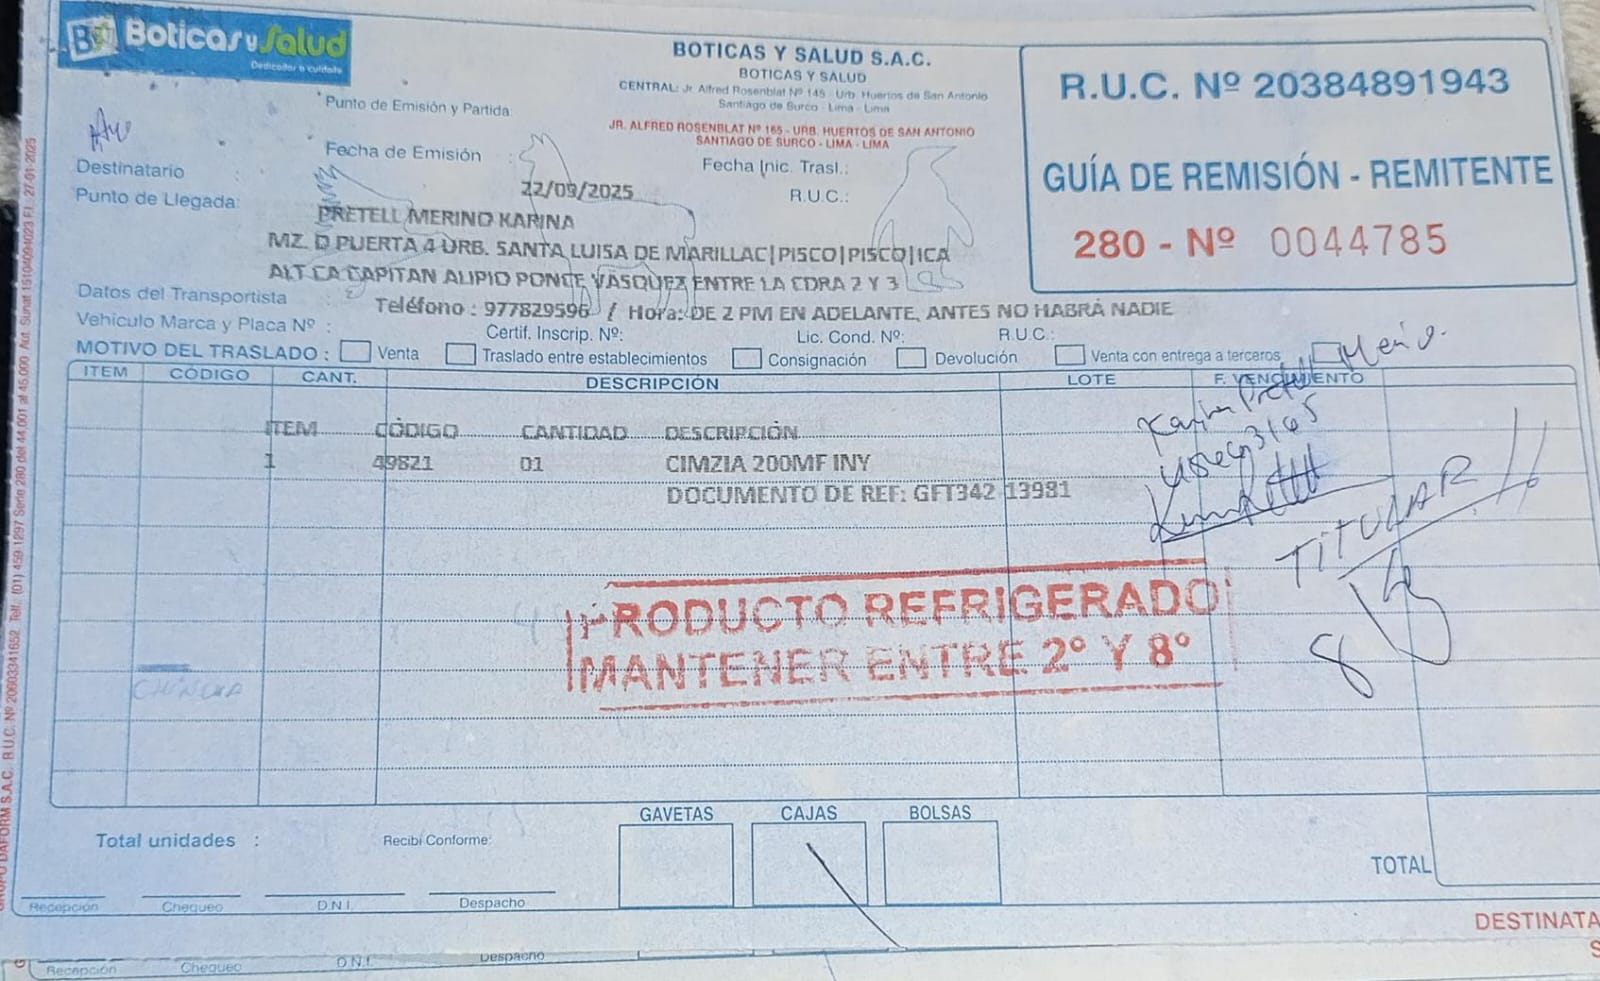 Boticas y Salud
Dedicados a cuidarte
BOTICAS Y SALUD S.A.C.
BOTICAS Y SALUD
CENTRAL: Jr. Alfred Rosenblat Nº 145 - Urb. Huertos de San Antonio
Santiago de Surco - Lima - Lima
JR. ALFRED ROSENBLAT Nº 165 - URB. HUERTOS DE SAN ANTONIO
SANTIAGO DE SURCO - LIMA - LIMA
R.U.C. Nº 20384891943
GUÍA DE REMISIÓN - REMITENTE
280 - Nº 0044785
Punto de Emisión y Partida:
Fecha de Emisión :
Fecha Inic. Trasl.:
Destinatario :
22/09/2025
R.U.C.:
Punto de Llegada:
PRETELL MERINO KARINA
MZ. D PUERTA 4 URB. SANTA LUISA DE MARILLAC|PISCO|PISCO|ICA
ALT CA CAPITAN ALIPIO PONCE VASQUEZ ENTRE LA CDRA 2 Y 3
Datos del Transportista :
Teléfono : 977829596 / Hora: DE 2 PM EN ADELANTE, ANTES NO HABRÁ NADIE
Vehículo Marca y Placa Nº :
Certif. Inscrip. Nº:
Lic. Cond. Nº:
R.U.C.:
MOTIVO DEL TRASLADO : Venta Traslado entre establecimientos Consignación Devolución Venta con entrega a terceros
ITEM CÓDIGO CANT. DESCRIPCIÓN LOTE F. VENCIMIENTO
ITEM CÓDIGO CANTIDAD DESCRIPCIÓN
1 49821 01 CIMZIA 200MF INY
DOCUMENTO DE REF: GFT342 13981
TITULAR
PRODUCTO REFRIGERADO
MANTENER ENTRE 2° Y 8°
CHINCHA
GAVETAS CAJAS BOLSAS
Total unidades :
Recibí Conforme:
TOTAL
Recepción Chequeo D.N.I. Despacho
DESTINATA
S
Recepción Chequeo D.N.I. Despacho